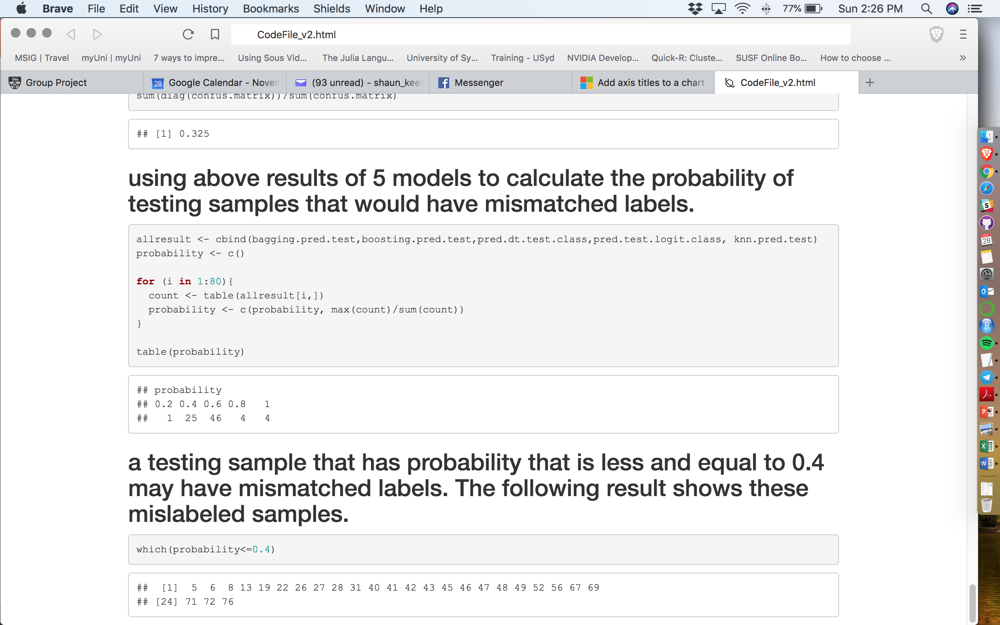 Brave File Edit View History Bookmarks Shields Window Help 77% Sun 2:26 PM
CodeFile_v2.html
MSIG | Travel myUni | myUni 7 ways to impre... Using Sous Vid... The Julia Langu... University of Sy... Training - USyd NVIDIA Develop... Quick-R: Cluste... SUSF Online Bo... How to choose ... »
Group Project 28 Google Calendar - Novem (93 unread) - shaun_kee Messenger Add axis titles to a chart CodeFile_v2.html +
sum(diag(confus.matrix))/sum(confus.matrix)
## [1] 0.325
using above results of 5 models to calculate the probability of
testing samples that would have mismatched labels.
allresult <- cbind(bagging.pred.test,boosting.pred.test,pred.dt.test.class,pred.test.logit.class, knn.pred.test)
probability <- c()
for (i in 1:80){
  count <- table(allresult[i,])
  probability <- c(probability, max(count)/sum(count))
}
table(probability)
## probability
## 0.2 0.4 0.6 0.8   1
##   1  25  46   4   4
a testing sample that has probability that is less and equal to 0.4
may have mismatched labels. The following result shows these
mislabeled samples.
which(probability<=0.4)
##  [1]  5  6  8 13 19 22 26 27 28 31 40 41 42 43 45 46 47 48 49 52 56 67 69
## [24] 71 72 76
S
OCT
28
O
R
P
X
W